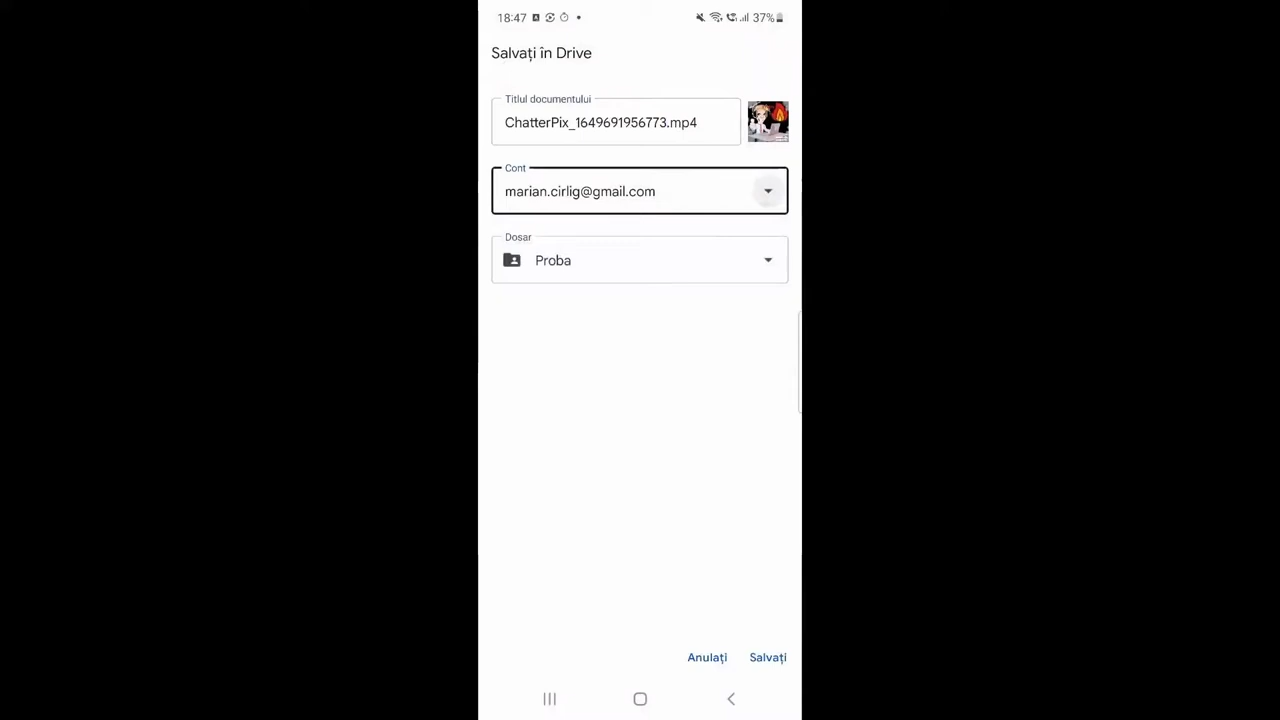 18:47
37%
Salvați în Drive
Titlul documentului
ChatterPix_1649691956773.mp4
Cont
marian.cirlig@gmail.com
Dosar
Proba
Anulați
Salvați